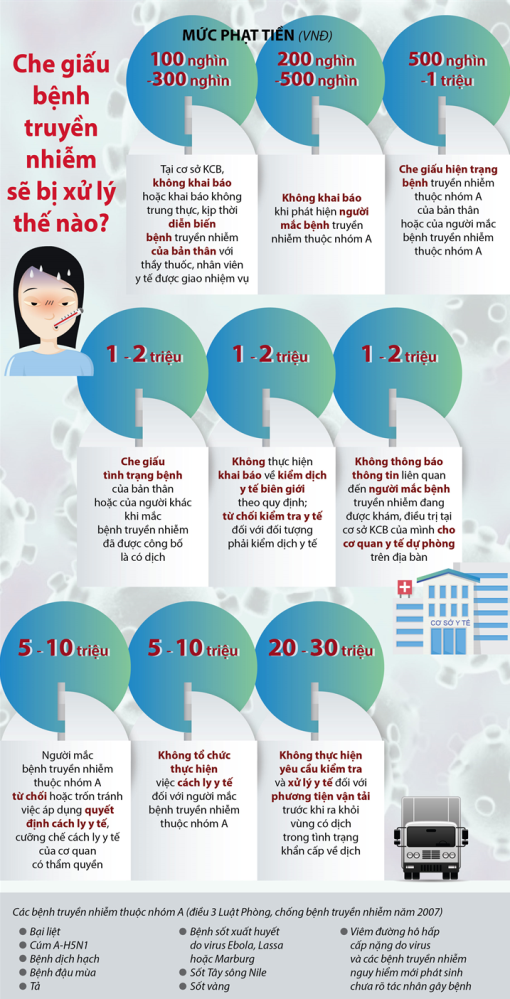 MỨC PHẠT TIỀN (VNĐ)
Che giấu
bệnh
truyền
nhiễm
sẽ bị xử lý
thế nào?
100 nghìn
-300 nghìn
Tại cơ sở KCB,
không khai báo
hoặc khai báo không
trung thực, kịp thời
diễn biến
bệnh truyền nhiễm
của bản thân với
thầy thuốc, nhân viên
y tế được giao nhiệm vụ
200 nghìn
-500 nghìn
Không khai báo
khi phát hiện người
mắc bệnh truyền
nhiễm thuộc nhóm A
500 nghìn
-1 triệu
Che giấu hiện trạng
bệnh truyền nhiễm
thuộc nhóm A
của bản thân
hoặc của người mắc
bệnh truyền nhiễm
thuộc nhóm A
1 - 2 triệu
Che giấu
tình trạng bệnh
của bản thân
hoặc của người khác
khi mắc
bệnh truyền nhiễm
đã được công bố
là có dịch
1 - 2 triệu
Không thực hiện
khai báo về kiểm dịch
y tế biên giới
theo quy định;
từ chối kiểm tra y tế
đối với đối tượng
phải kiểm dịch y tế
1 - 2 triệu
Không thông báo
thông tin liên quan
đến người mắc bệnh
truyền nhiễm đang
được khám, điều trị tại
cơ sở KCB của mình cho
cơ quan y tế dự phòng
trên địa bàn
CƠ SỞ Y TẾ
5 - 10 triệu
Người mắc
bệnh truyền nhiễm
thuộc nhóm A
từ chối hoặc trốn tránh
việc áp dụng quyết
định cách ly y tế,
cưỡng chế cách ly y tế
của cơ quan
có thẩm quyền
5 - 10 triệu
Không tổ chức
thực hiện
việc cách ly y tế
đối với người mắc
bệnh truyền nhiễm
thuộc nhóm A
20 - 30 triệu
Không thực hiện
yêu cầu kiểm tra
và xử lý y tế đối với
phương tiện vận tải
trước khi ra khỏi
vùng có dịch
trong tình trạng
khẩn cấp về dịch
Các bệnh truyền nhiễm thuộc nhóm A (điều 3 Luật Phòng, chống bệnh truyền nhiễm năm 2007)
● Bại liệt
● Cúm A-H5N1
● Bệnh dịch hạch
● Bệnh đậu mùa
● Tả
● Bệnh sốt xuất huyết
do virus Ebola, Lassa
hoặc Marburg
● Sốt Tây sông Nile
● Sốt vàng
● Viêm đường hô hấp
cấp nặng do virus
và các bệnh truyền nhiễm
nguy hiểm mới phát sinh
chưa rõ tác nhân gây bệnh